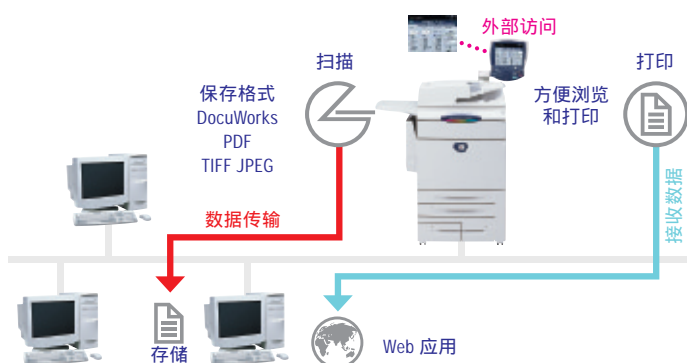 外部访问
扫描
打印
保存格式
DocuWorks
PDF
TIFF JPEG
方便浏览
和打印
接收数据
数据传输
存储
Web 应用